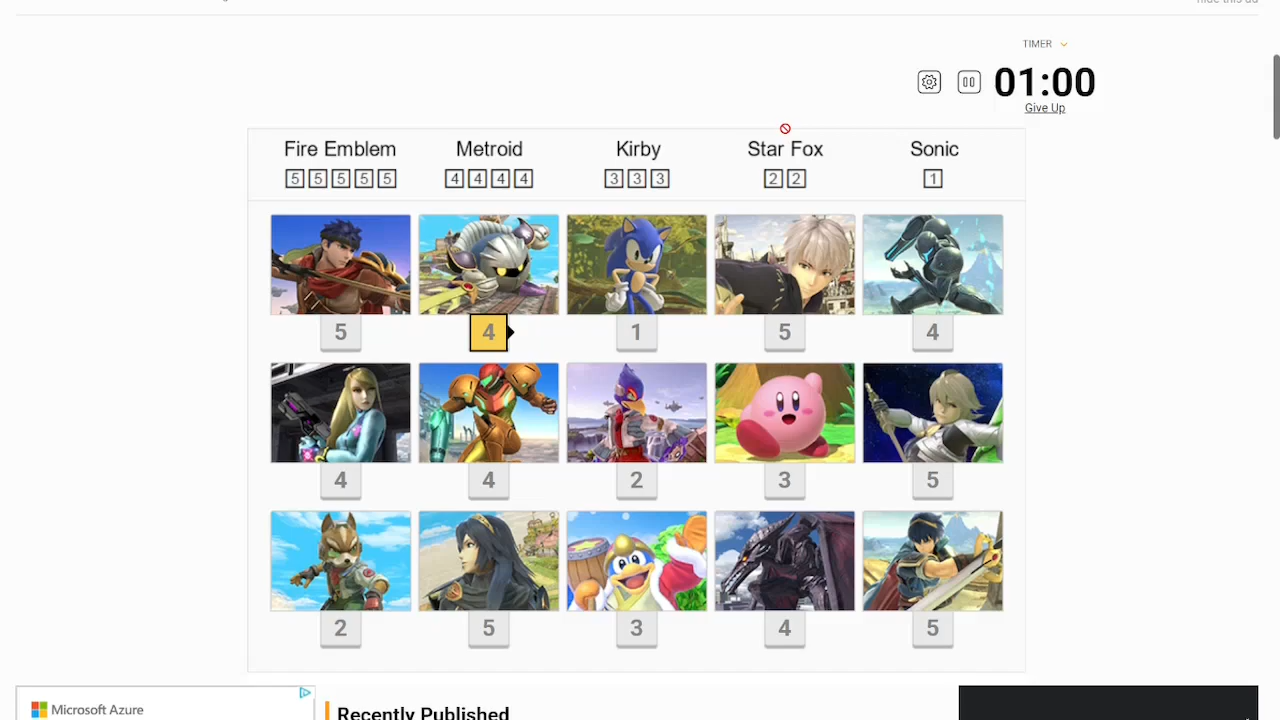 TIMER
01:00
Give Up
Fire Emblem Metroid Kirby Star Fox Sonic
5 5 5 5 5 4 4 4 4 3 3 3 2 2 1
5 4 1 5 4
4 4 2 3 5
2 5 3 4 5
Microsoft Azure
Recently Published